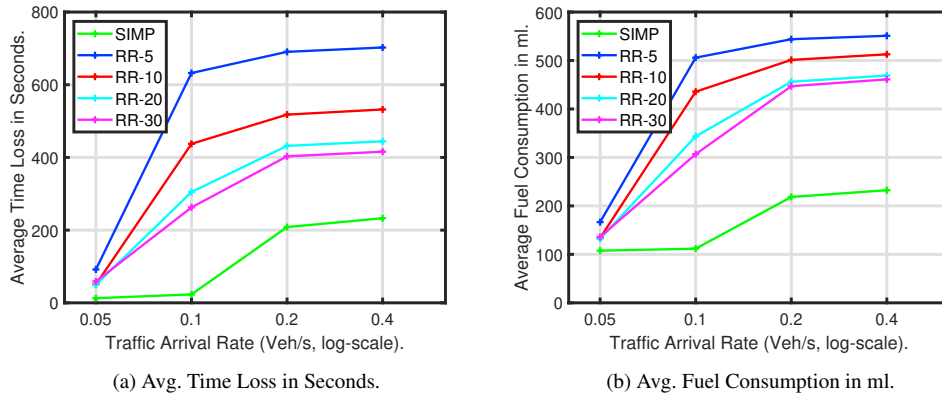 800
600
400
200
0
Average Time Loss in Seconds.
SIMP
RR-5
RR-10
RR-20
RR-30
0.05 0.1 0.2 0.4
Traffic Arrival Rate (Veh/s, log-scale).
(a) Avg. Time Loss in Seconds.
600
500
400
300
200
100
0
Average Fuel Consumption in ml.
SIMP
RR-5
RR-10
RR-20
RR-30
0.05 0.1 0.2 0.4
Traffic Arrival Rate (Veh/s, log-scale).
(b) Avg. Fuel Consumption in ml.